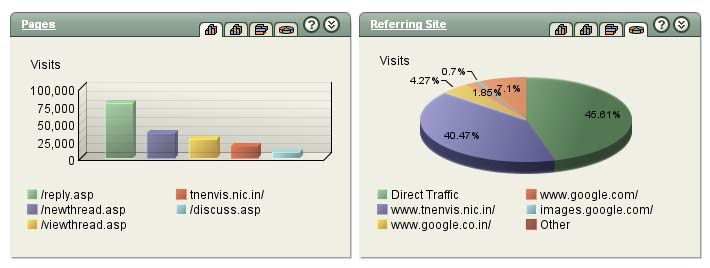 Pages
?
Visits
100,000
75,000
50,000
25,000
0
/reply.asp
tnenvis.nic.in/
/newthread.asp
/discuss.asp
/viewthread.asp
Referring Site
?
Visits
0.7%
4.27%
1.85%
7.1%
45.61%
40.47%
Direct Traffic
www.google.com/
www.tnenvis.nic.in/
images.google.com/
www.google.co.in/
Other